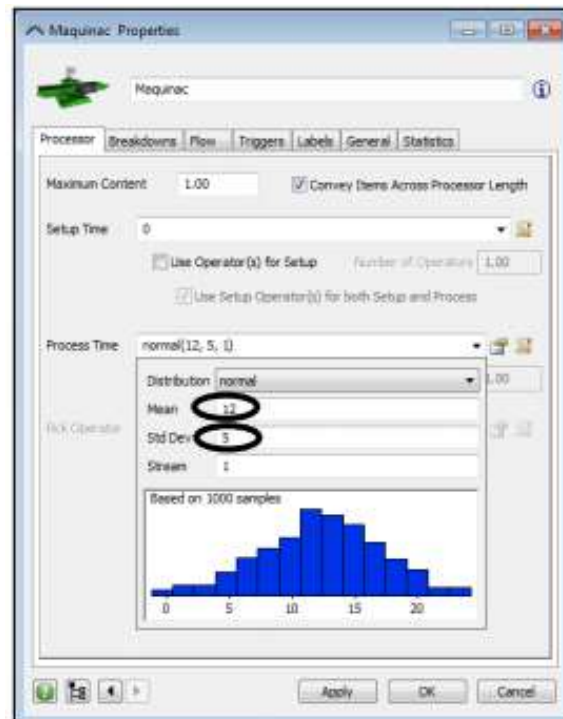 Maquinac Properties
Maquinac
Processor Breakdowns Flow Triggers Labels General Statistics
Maximum Content 1.00 Convey Items Across Processor Length
Setup Time 0
Use Operator(s) for Setup Number of Operators 1.00
Use Setup Operator(s) for both Setup and Process
Process Time normal(12, 5, 1)
Distribution normal 1.00
Mean 12
Pick Operator
Std Dev 5
Stream 1
Based on 1000 samples
0 5 10 15 20
Apply OK Cancel